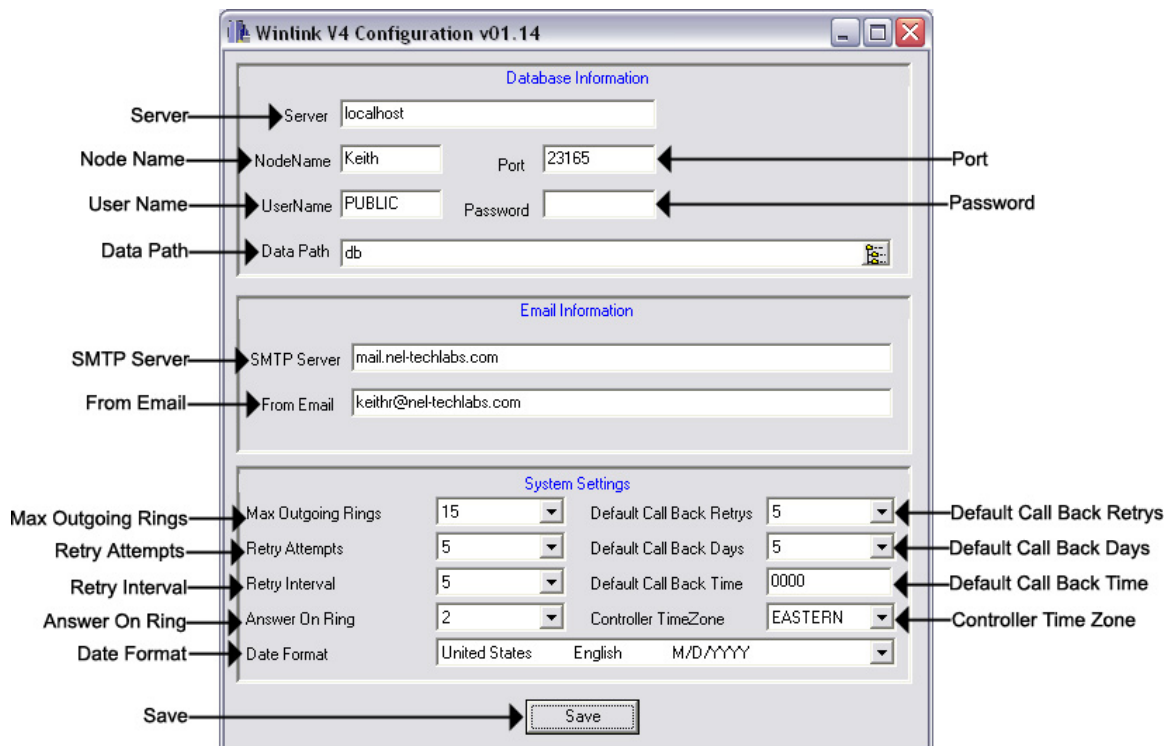 Winlink V4 Configuration v01.14
Database Information
Server Server localhost
Node Name NodeName Keith Port 23165 Port
User Name UserName PUBLIC Password Password
Data Path Data Path db
Email Information
SMTP Server SMTP Server mail.nel-techlabs.com
From Email From Email keithr@nel-techlabs.com
System Settings
Max Outgoing Rings Max Outgoing Rings 15 Default Call Back Retrys 5 Default Call Back Retrys
Retry Attempts Retry Attempts 5 Default Call Back Days 5 Default Call Back Days
Retry Interval Retry Interval 5 Default Call Back Time 0000 Default Call Back Time
Answer On Ring Answer On Ring 2 Controller TimeZone EASTERN Controller Time Zone
Date Format Date Format United States English M/D/YYYY
Save Save